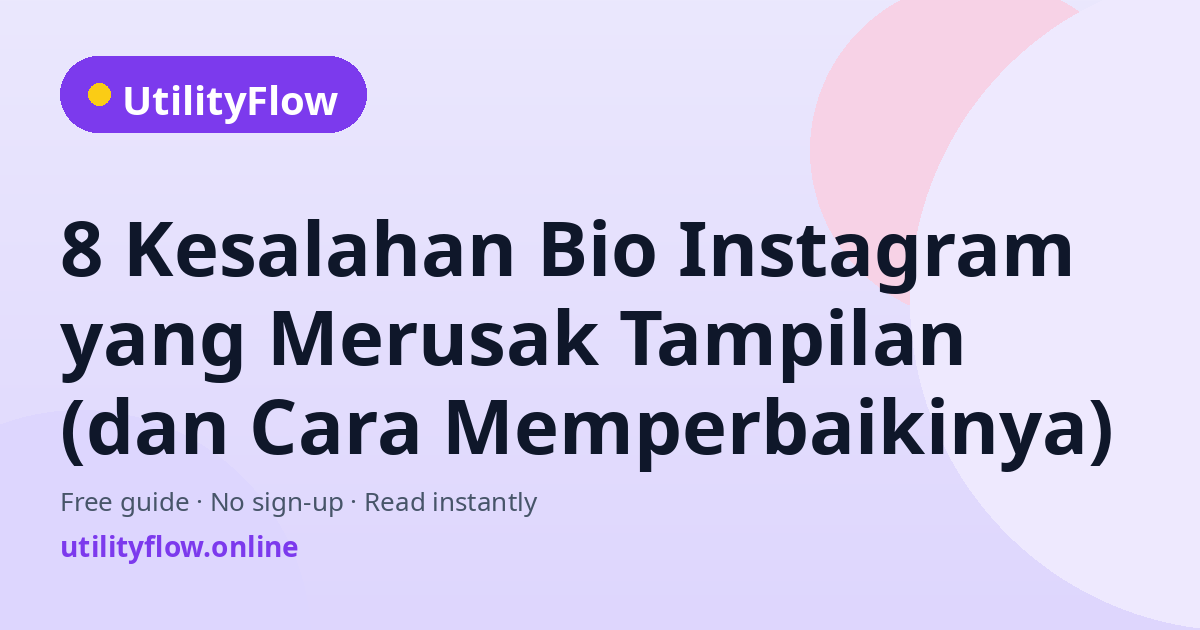 UtilityFlow
8 Kesalahan Bio Instagram
yang Merusak Tampilan
(dan Cara Memperbaikinya)
Free guide · No sign-up · Read instantly
utilityflow.online